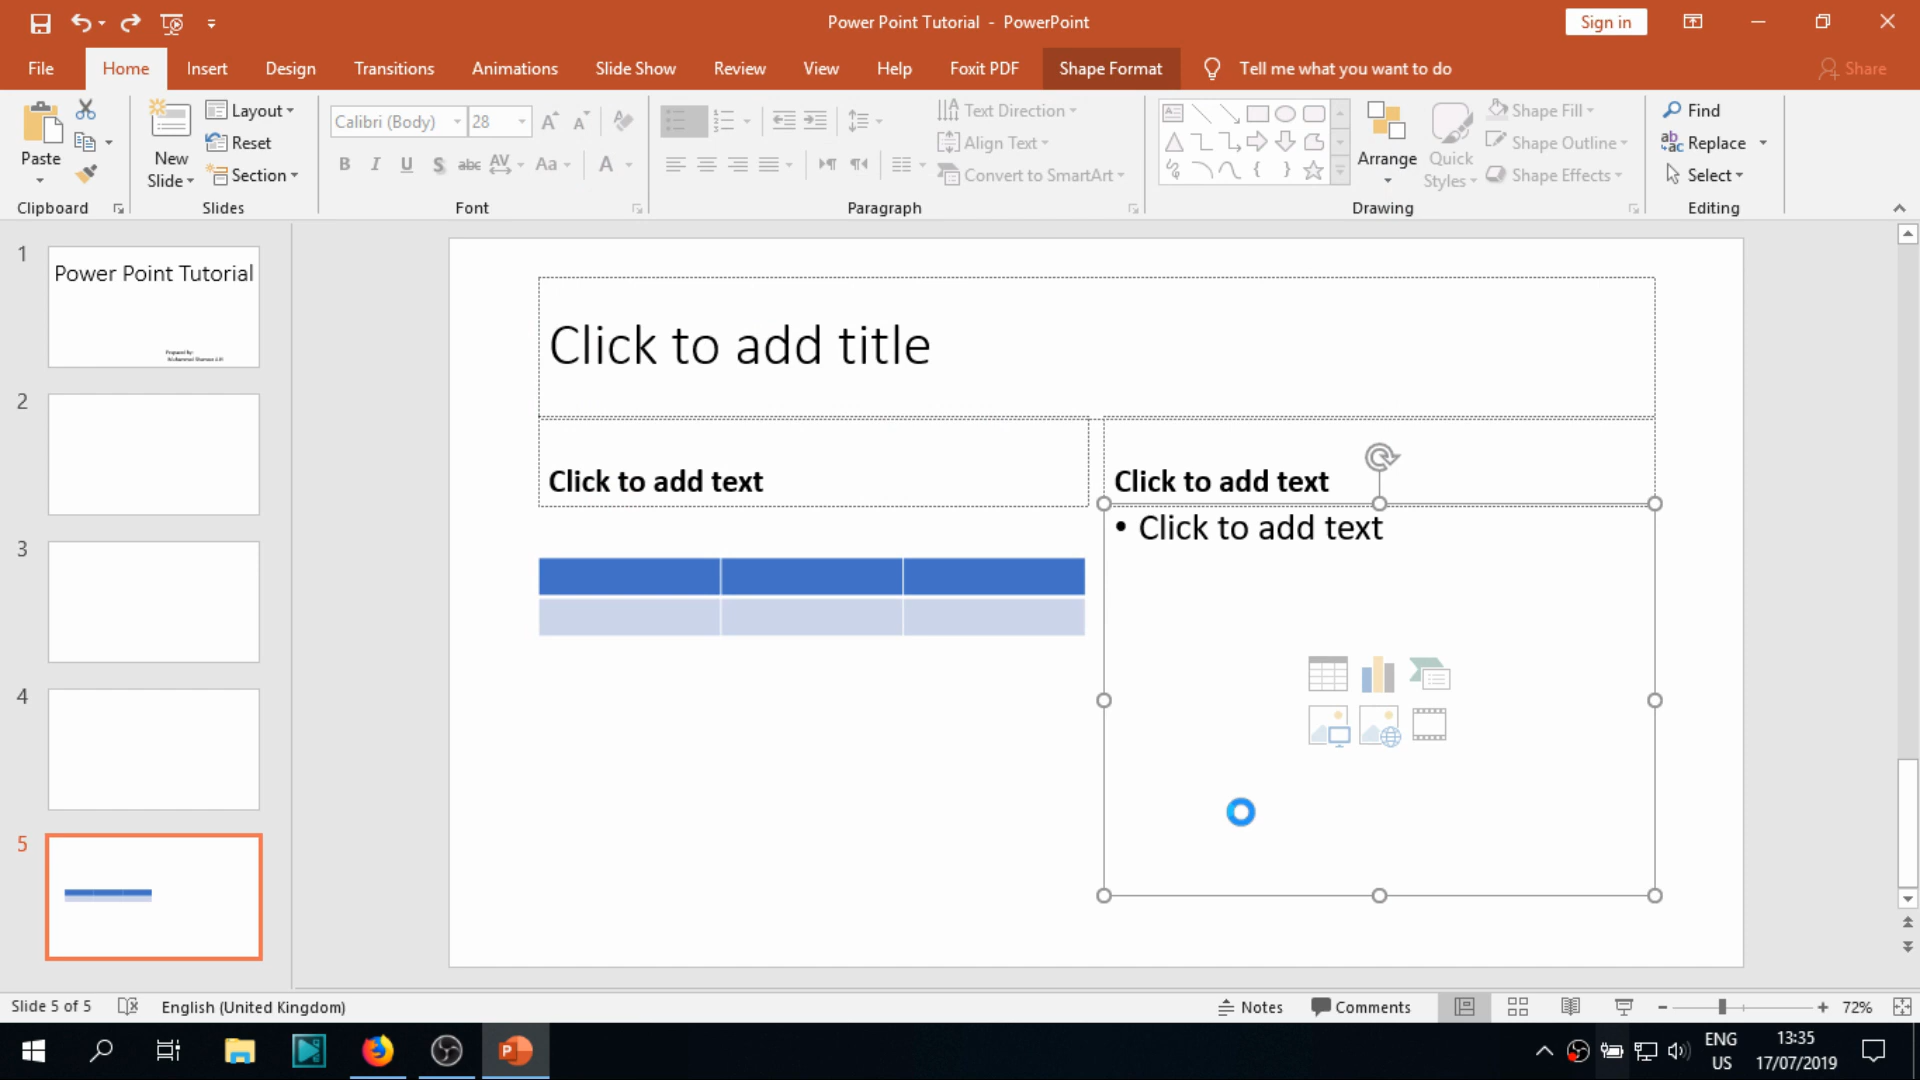 Power Point Tutorial - PowerPoint
Sign in
File Home Insert Design Transitions Animations Slide Show Review View Help Foxit PDF Shape Format Tell me what you want to do Share
Paste
New Slide
Layout
Reset
Section
Calibri (Body) 28
B I U S abc AV Aa A
Text Direction
Align Text
Convert to SmartArt
Arrange
Quick Styles
Shape Fill
Shape Outline
Shape Effects
Find
Replace
Select
Clipboard Slides Font Paragraph Drawing Editing
1
Power Point Tutorial
Prepared by:
2
3
4
5
Click to add title
Click to add text
Click to add text
• Click to add text
Slide 5 of 5 English (United Kingdom) Notes Comments 72%
ENG
US
13:35
17/07/2019